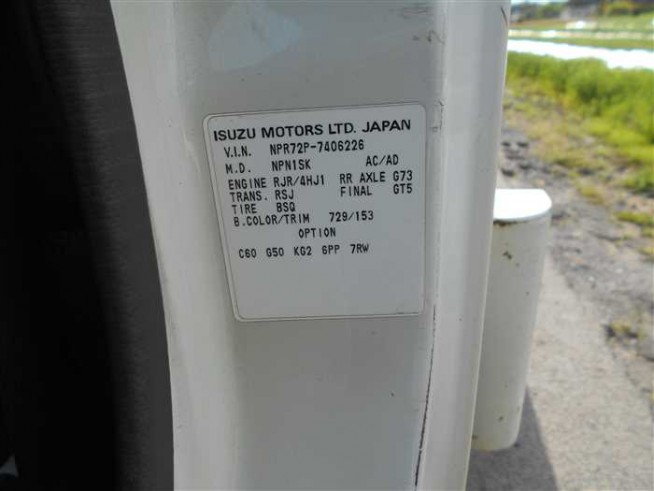 ISUZU MOTORS LTD. JAPAN
V.I.N. NPR72P-7406226
M.D. NPN1SK AC/AD
ENGINE RJR/4HJ1 RR AXLE G73
TRANS. RSJ FINAL GT5
TIRE BSQ
B.COLOR/TRIM 729/153
OPTION
C60 G50 KG2 6PP 7RW